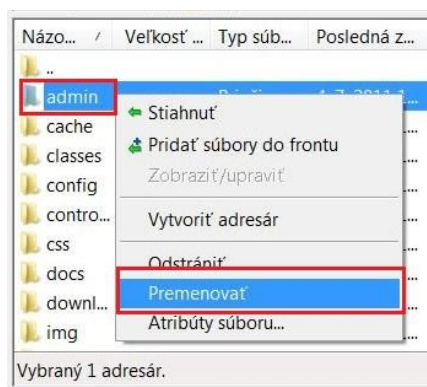 Názo... Veľkosť ... Typ súb... Posledná z...
..
admin
Stiahnuť
cache
Pridať súbory do frontu
classes
Zobraziť/upraviť
config
contro...
Vytvoriť adresár
css
docs
Odstrániť
downl...
Premenovať
img
Atribúty súboru...
Vybraný 1 adresár.